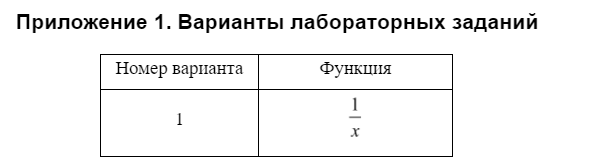 Приложение 1. Варианты лабораторных заданий
Номер варианта Функция
1 1/x